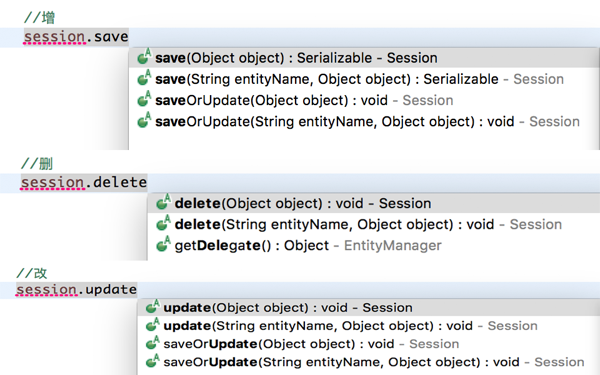 //增
session.save
save(Object object) : Serializable - Session
save(String entityName, Object object) : Serializable - Session
saveOrUpdate(Object object) : void - Session
saveOrUpdate(String entityName, Object object) : void - Session
//删
session.delete
delete(Object object) : void - Session
delete(String entityName, Object object) : void - Session
getDelegate() : Object - EntityManager
//改
session.update
update(Object object) : void - Session
update(String entityName, Object object) : void - Session
saveOrUpdate(Object object) : void - Session
saveOrUpdate(String entityName, Object object) : void - Session